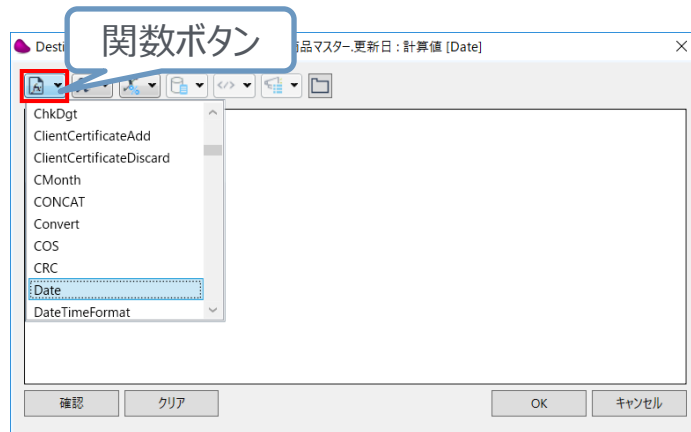 関数ボタン
Desti
品マスター.更新日 : 計算値 [Date]
ChkDgt
ClientCertificateAdd
ClientCertificateDiscard
CMonth
CONCAT
Convert
COS
CRC
Date
DateTimeFormat
確認
クリア
OK
キャンセル